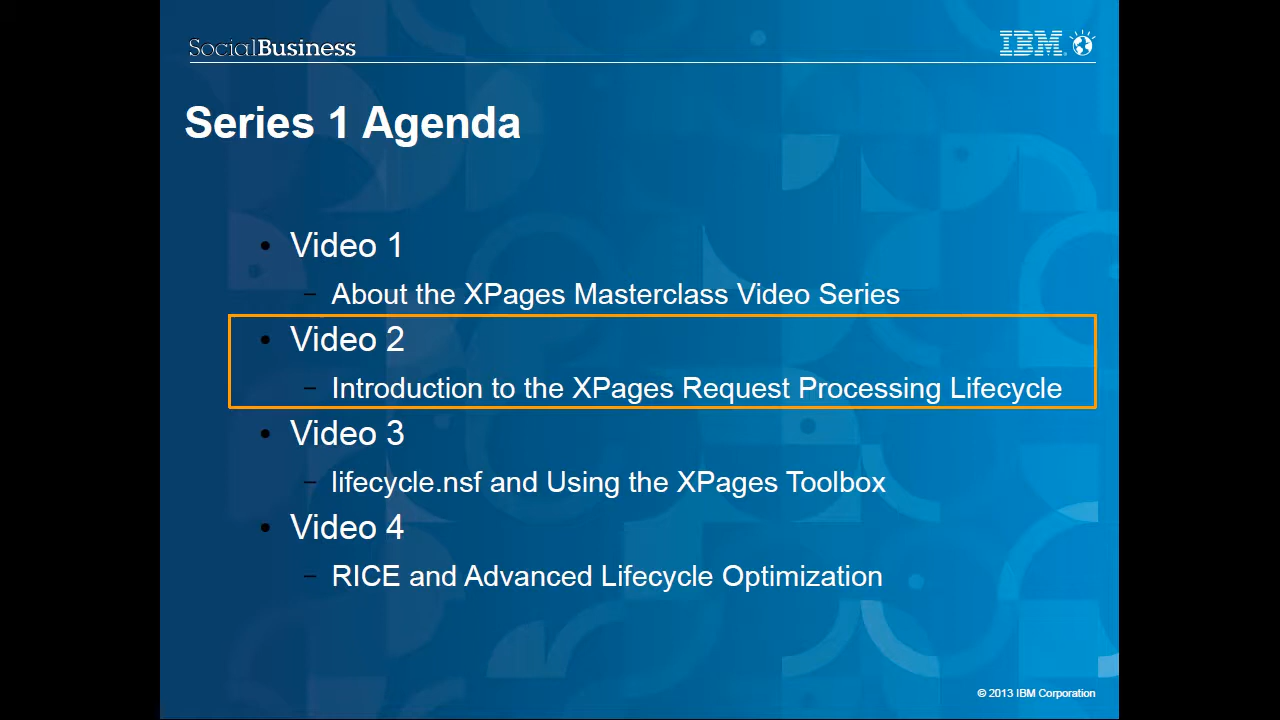 SocialBusiness
IBM
Series 1 Agenda
• Video 1
– About the XPages Masterclass Video Series
• Video 2
– Introduction to the XPages Request Processing Lifecycle
• Video 3
– lifecycle.nsf and Using the XPages Toolbox
• Video 4
– RICE and Advanced Lifecycle Optimization
© 2013 IBM Corporation